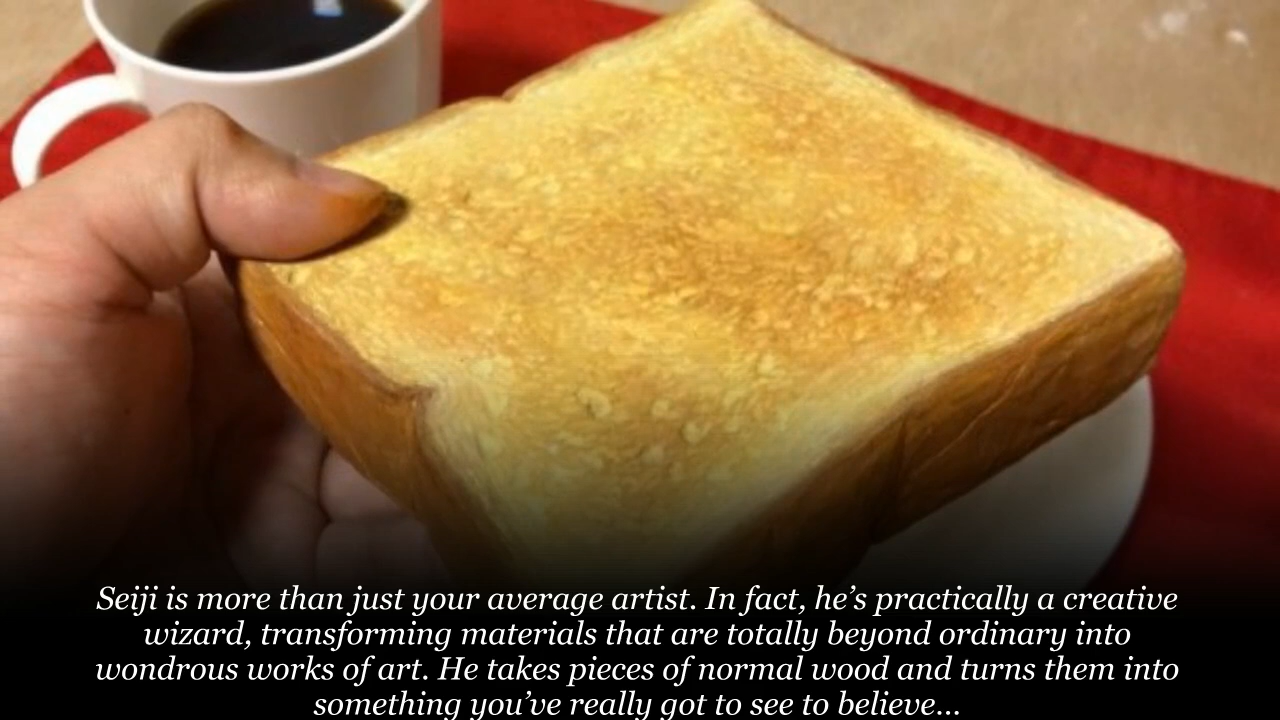 Seiji is more than just your average artist. In fact, he’s practically a creative
wizard, transforming materials that are totally beyond ordinary into
wondrous works of art. He takes pieces of normal wood and turns them into
something you’ve really got to see to believe...